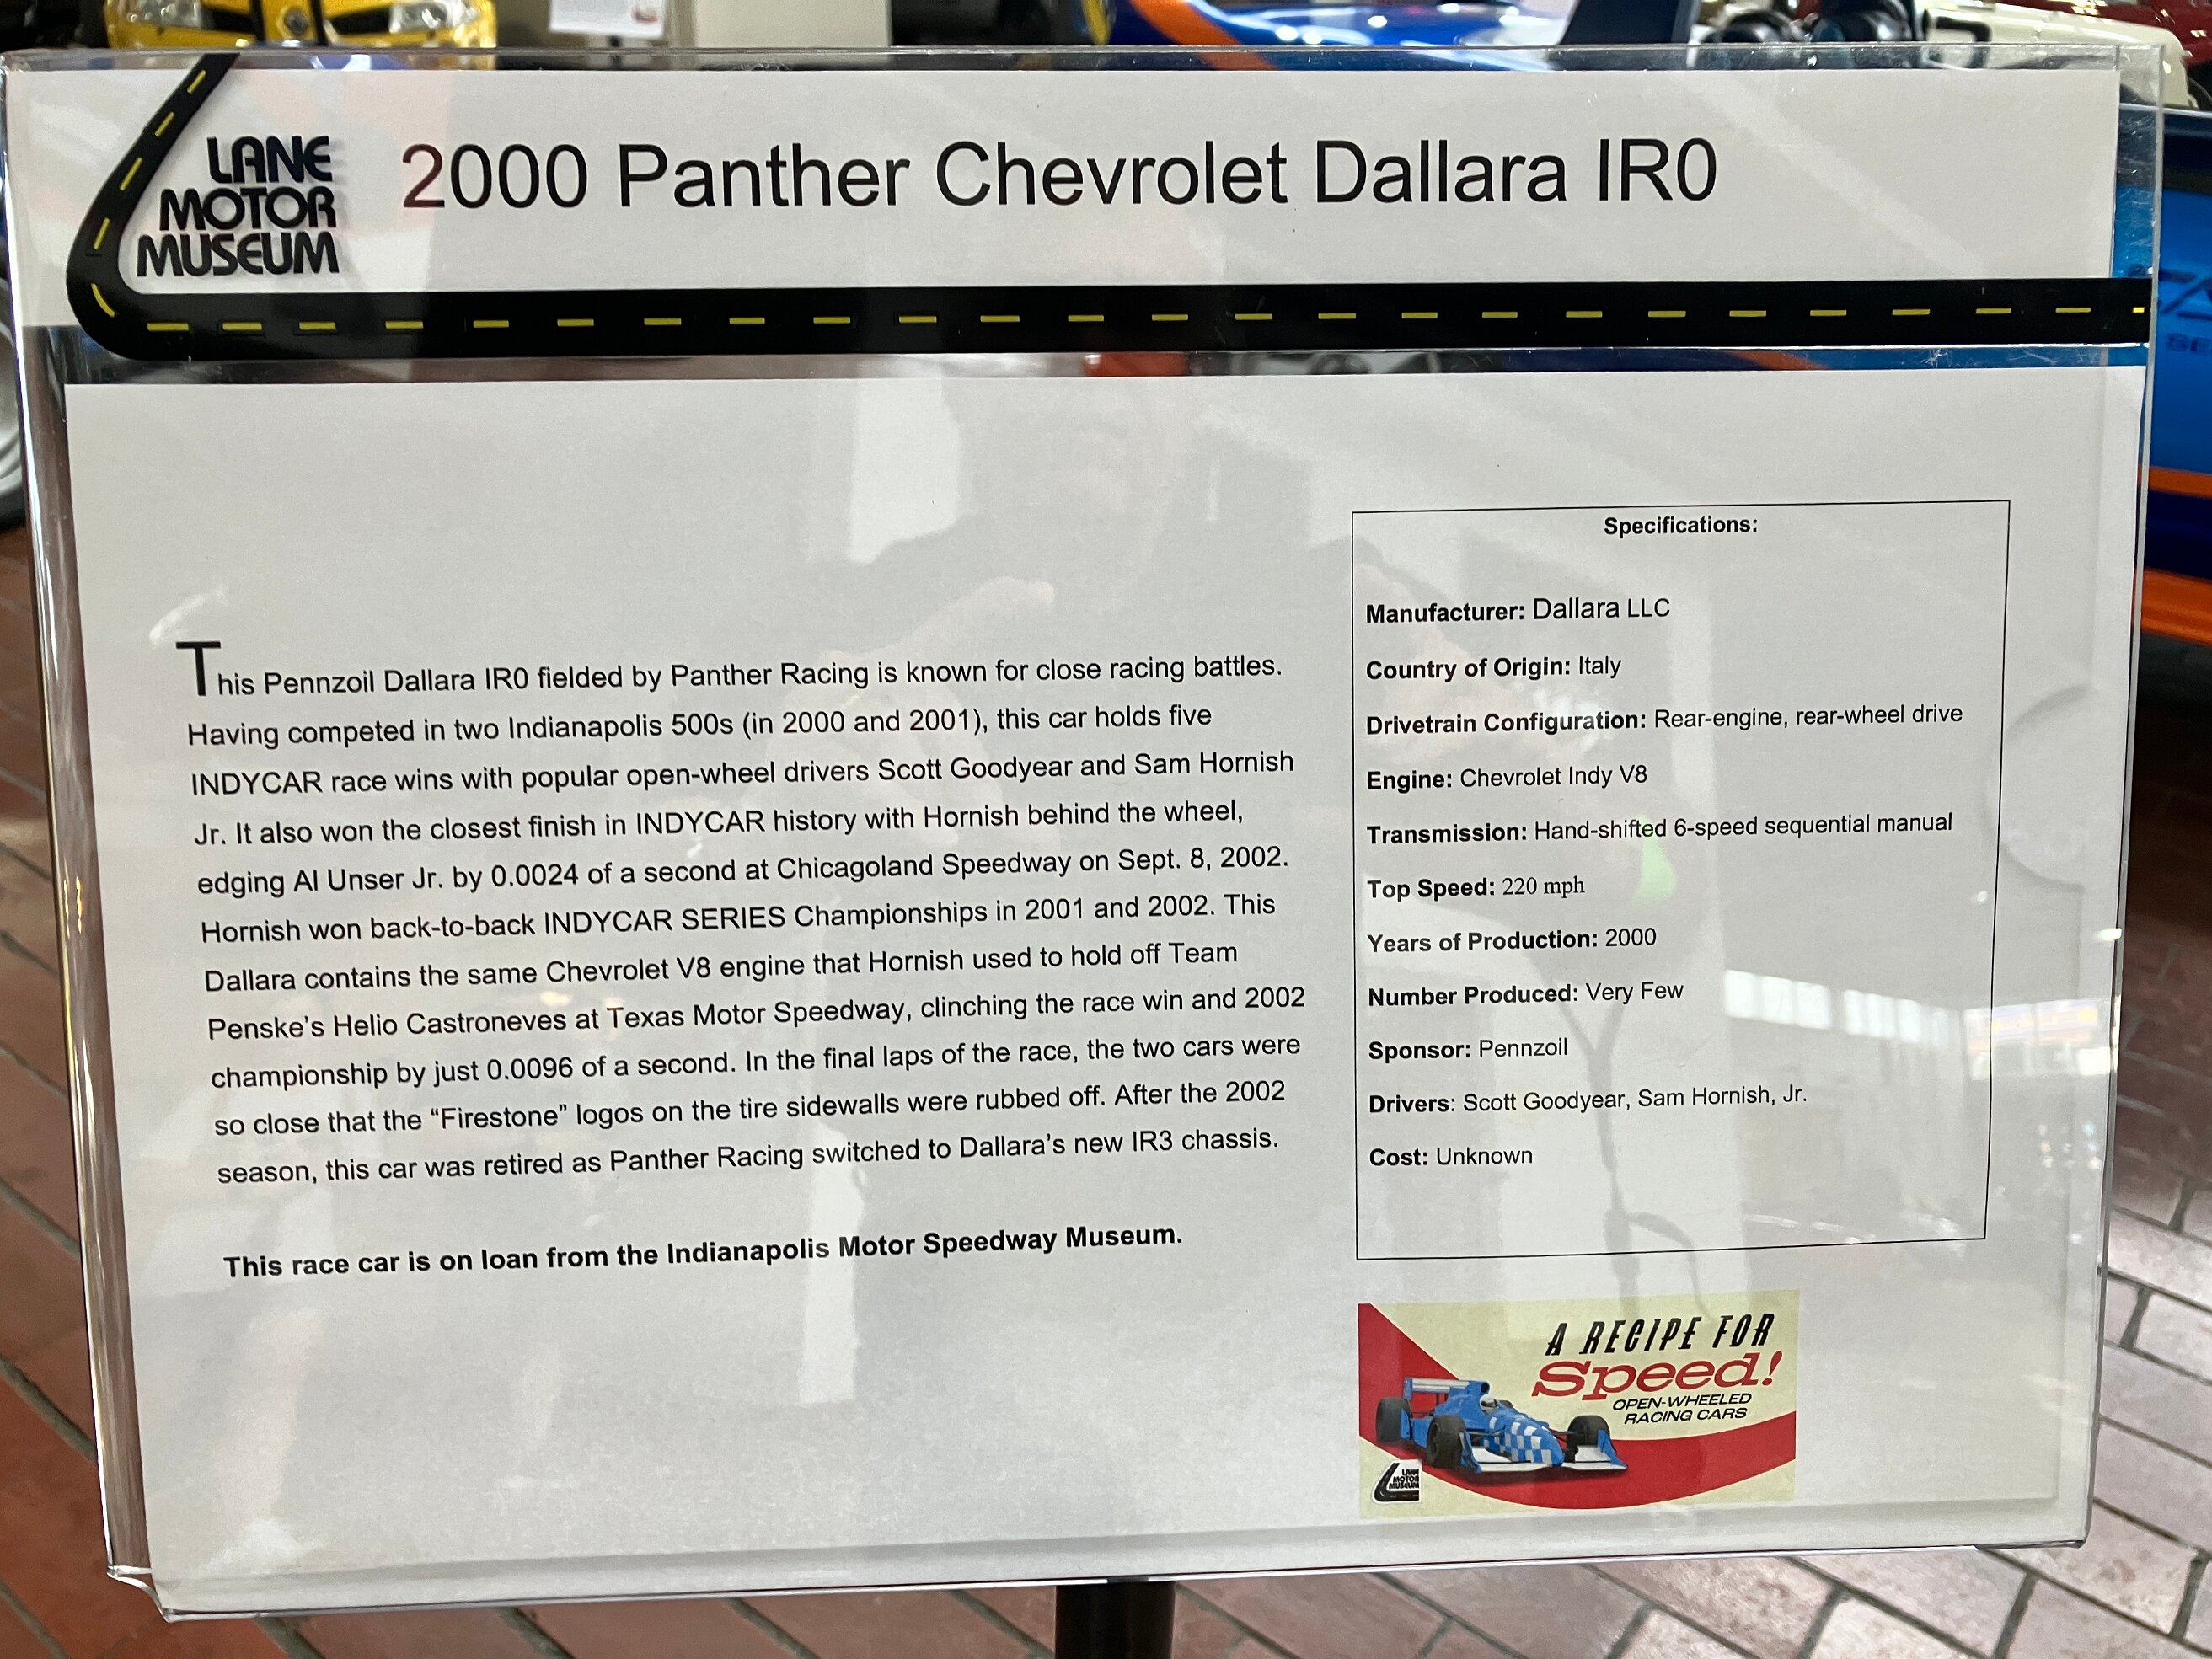 LANE
MOTOR
MUSEUM
2000 Panther Chevrolet Dallara IR0
This Pennzoil Dallara IR0 fielded by Panther Racing is known for close racing battles.
Having competed in two Indianapolis 500s (in 2000 and 2001), this car holds five
INDYCAR race wins with popular open-wheel drivers Scott Goodyear and Sam Hornish
Jr. It also won the closest finish in INDYCAR history with Hornish behind the wheel,
edging Al Unser Jr. by 0.0024 of a second at Chicagoland Speedway on Sept. 8, 2002.
Hornish won back-to-back INDYCAR SERIES Championships in 2001 and 2002. This
Dallara contains the same Chevrolet V8 engine that Hornish used to hold off Team
Penske’s Helio Castroneves at Texas Motor Speedway, clinching the race win and 2002
championship by just 0.0096 of a second. In the final laps of the race, the two cars were
so close that the “Firestone” logos on the tire sidewalls were rubbed off. After the 2002
season, this car was retired as Panther Racing switched to Dallara’s new IR3 chassis.
This race car is on loan from the Indianapolis Motor Speedway Museum.
Specifications:
Manufacturer: Dallara LLC
Country of Origin: Italy
Drivetrain Configuration: Rear-engine, rear-wheel drive
Engine: Chevrolet Indy V8
Transmission: Hand-shifted 6-speed sequential manual
Top Speed: 220 mph
Years of Production: 2000
Number Produced: Very Few
Sponsor: Pennzoil
Drivers: Scott Goodyear, Sam Hornish, Jr.
Cost: Unknown
A RECIPE FOR
Speed!
OPEN-WHEELED
RACING CARS
LANE
MOTOR
MUSEUM